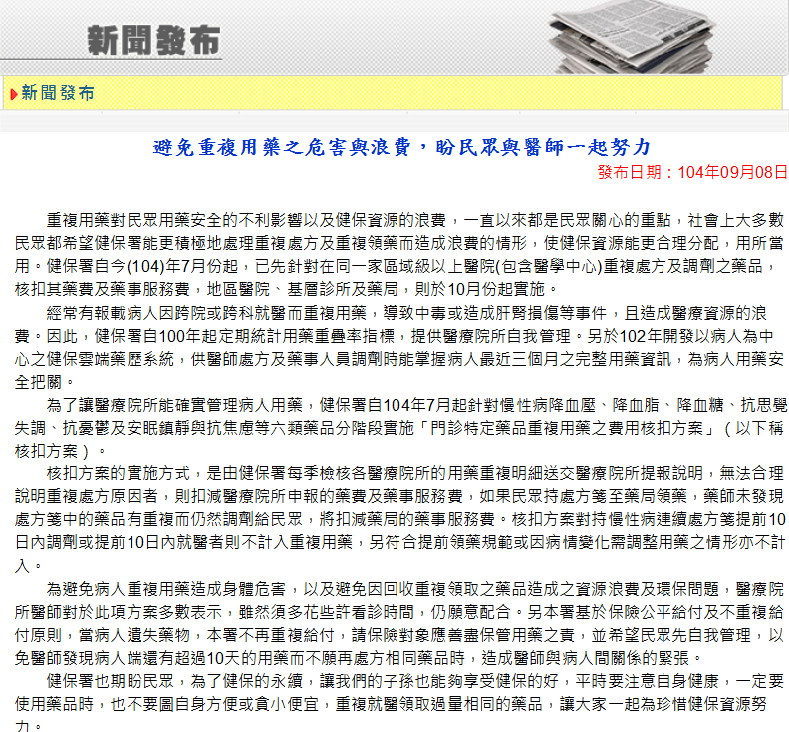 新聞發布
新聞發布
避免重複用藥之危害與浪費，盼民眾與醫師一起努力
發布日期：104年09月08日
重複用藥對民眾用藥安全的不利影響以及健保資源的浪費，一直以來都是民眾關心的重點，社會上大多數
民眾都希望健保署能更積極地處理重複處方及重複領藥而造成浪費的情形，使健保資源能更合理分配，用所當
用。健保署自今(104)年7月份起，已先針對在同一家區域級以上醫院(包含醫學中心)重複處方及調劑之藥品，
核扣其藥費及藥事服務費，地區醫院、基層診所及藥局，則於10月份起實施。
經常有報載病人因跨院或跨科就醫而重複用藥，導致中毒或造成肝腎損傷等事件，且造成醫療資源的浪
費。因此，健保署自100年起定期統計用藥重疊率指標，提供醫療院所自我管理。另於102年開發以病人為中
心之健保雲端藥歷系統，供醫師處方及藥事人員調劑時能掌握病人最近三個月之完整用藥資訊，為病人用藥安
全把關。
為了讓醫療院所能確實管理病人用藥，健保署自104年7月起針對慢性病降血壓、降血脂、降血糖、抗思覺
失調、抗憂鬱及安眠鎮靜與抗焦慮等六類藥品分階段實施「門診特定藥品重複用藥之費用核扣方案」（以下稱
核扣方案）。
核扣方案的實施方式，是由健保署每季檢核各醫療院所的用藥重複明細送交醫療院所提報說明，無法合理
說明重複處方原因者，則扣減醫療院所申報的藥費及藥事服務費，如果民眾持處方箋至藥局領藥，藥師未發現
處方箋中的藥品有重複而仍然調劑給民眾，將扣減藥局的藥事服務費。核扣方案對持慢性病連續處方箋提前10
日內調劑或提前10日內就醫者則不計入重複用藥，另符合提前領藥規範或因病情變化需調整用藥之情形亦不計
入。
為避免病人重複用藥造成身體危害，以及避免因回收重複領取之藥品造成之資源浪費及環保問題，醫療院
所醫師對於此項方案多數表示，雖然須多花些許看診時間，仍願意配合。另本署基於保險公平給付及不重複給
付原則，當病人遺失藥物，本署不再重複給付，請保險對象應善盡保管用藥之責，並希望民眾先自我管理，以
免醫師發現病人端還有超過10天的用藥而不願再處方相同藥品時，造成醫師與病人間關係的緊張。
健保署也期盼民眾，為了健保的永續，讓我們的子孫也能夠享受健保的好，平時要注意自身健康，一定要
使用藥品時，也不要圖自身方便或貪小便宜，重複就醫領取過量相同的藥品，讓大家一起為珍惜健保資源努
力。